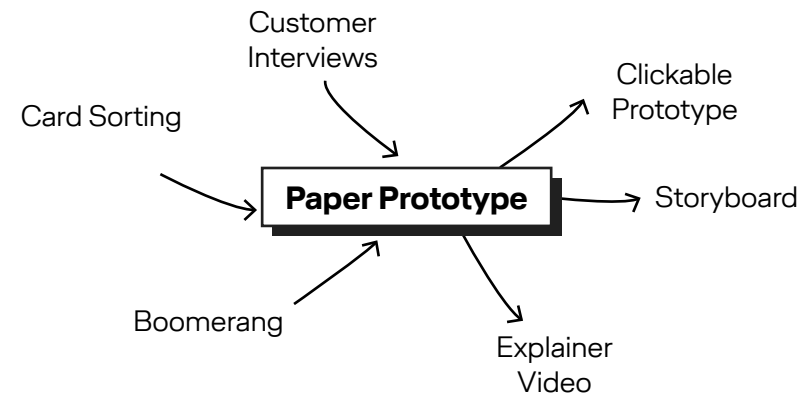 Customer
Interviews
Clickable
Prototype
Card Sorting
Paper Prototype
Storyboard
Boomerang
Explainer
Video